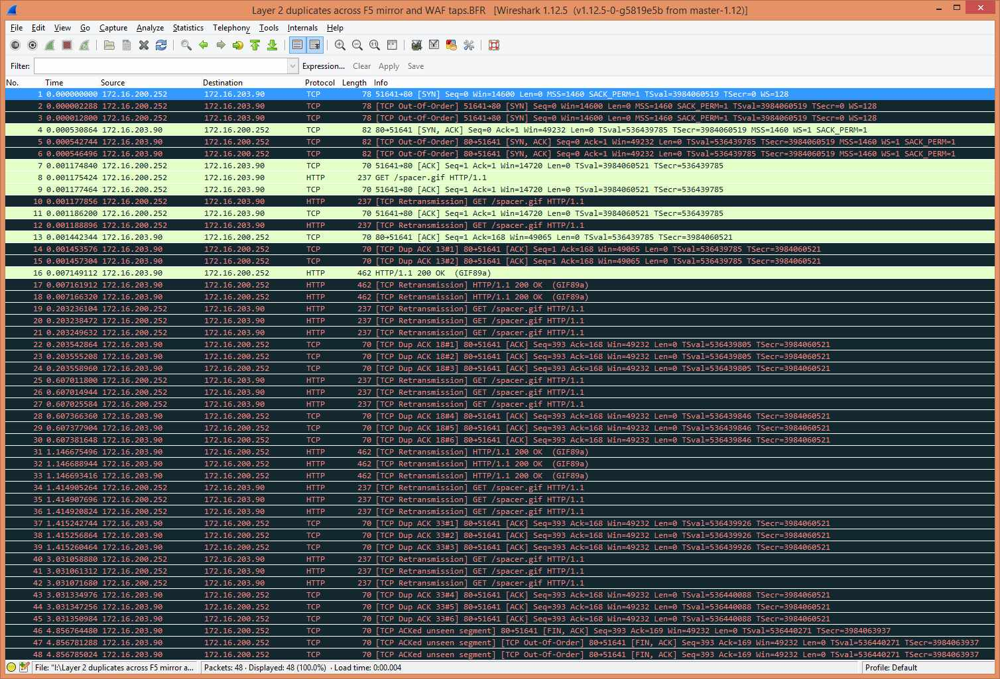 Layer 2 duplicates across F5 mirror and WAF taps.BFR [Wireshark 1.12.5 (v1.12.5-0-g5819e5b from master-1.12)]
File Edit View Go Capture Analyze Statistics Telephony Tools Internals Help
Filter: Expression... Clear Apply Save
No. Time Source Destination Protocol Length Info
1 0.000000000 172.16.200.252 172.16.203.90 TCP 78 51641→80 [SYN] Seq=0 Win=14600 Len=0 MSS=1460 SACK_PERM=1 TSval=3984060519 TSecr=0 WS=128
2 0.000002288 172.16.200.252 172.16.203.90 TCP 78 [TCP Out-Of-Order] 51641→80 [SYN] Seq=0 Win=14600 Len=0 MSS=1460 SACK_PERM=1 TSval=3984060519 TSecr=0 WS=128
3 0.000012800 172.16.200.252 172.16.203.90 TCP 78 [TCP Out-Of-Order] 51641→80 [SYN] Seq=0 Win=14600 Len=0 MSS=1460 SACK_PERM=1 TSval=3984060519 TSecr=0 WS=128
4 0.000530864 172.16.203.90 172.16.200.252 TCP 82 80→51641 [SYN, ACK] Seq=0 Ack=1 Win=49232 Len=0 TSval=536439785 TSecr=3984060519 MSS=1460 WS=1 SACK_PERM=1
5 0.000542744 172.16.203.90 172.16.200.252 TCP 82 [TCP Out-Of-Order] 80→51641 [SYN, ACK] Seq=0 Ack=1 Win=49232 Len=0 TSval=536439785 TSecr=3984060519 MSS=1460 WS=1 SACK_PERM=1
6 0.000546496 172.16.203.90 172.16.200.252 TCP 82 [TCP Out-Of-Order] 80→51641 [SYN, ACK] Seq=0 Ack=1 Win=49232 Len=0 TSval=536439785 TSecr=3984060519 MSS=1460 WS=1 SACK_PERM=1
7 0.001174840 172.16.200.252 172.16.203.90 TCP 70 51641→80 [ACK] Seq=1 Ack=1 Win=14720 Len=0 TSval=3984060521 TSecr=536439785
8 0.001175424 172.16.200.252 172.16.203.90 HTTP 237 GET /spacer.gif HTTP/1.1
9 0.001177464 172.16.200.252 172.16.203.90 TCP 70 51641→80 [ACK] Seq=1 Ack=1 Win=14720 Len=0 TSval=3984060521 TSecr=536439785
10 0.001177856 172.16.200.252 172.16.203.90 HTTP 237 [TCP Retransmission] GET /spacer.gif HTTP/1.1
11 0.001186200 172.16.200.252 172.16.203.90 TCP 70 51641→80 [ACK] Seq=1 Ack=1 Win=14720 Len=0 TSval=3984060521 TSecr=536439785
12 0.001188896 172.16.200.252 172.16.203.90 HTTP 237 [TCP Retransmission] GET /spacer.gif HTTP/1.1
13 0.001442344 172.16.203.90 172.16.200.252 TCP 70 80→51641 [ACK] Seq=1 Ack=168 Win=49065 Len=0 TSval=536439785 TSecr=3984060521
14 0.001453576 172.16.203.90 172.16.200.252 TCP 70 [TCP Dup ACK 13#1] 80→51641 [ACK] Seq=1 Ack=168 Win=49065 Len=0 TSval=536439785 TSecr=3984060521
15 0.001457304 172.16.203.90 172.16.200.252 TCP 70 [TCP Dup ACK 13#2] 80→51641 [ACK] Seq=1 Ack=168 Win=49065 Len=0 TSval=536439785 TSecr=3984060521
16 0.007149112 172.16.203.90 172.16.200.252 HTTP 462 HTTP/1.1 200 OK (GIF89a)
17 0.007161912 172.16.203.90 172.16.200.252 HTTP 462 [TCP Retransmission] HTTP/1.1 200 OK (GIF89a)
18 0.007166320 172.16.203.90 172.16.200.252 HTTP 462 [TCP Retransmission] HTTP/1.1 200 OK (GIF89a)
19 0.203236104 172.16.200.252 172.16.203.90 HTTP 237 [TCP Retransmission] GET /spacer.gif HTTP/1.1
20 0.203238472 172.16.200.252 172.16.203.90 HTTP 237 [TCP Retransmission] GET /spacer.gif HTTP/1.1
21 0.203249632 172.16.200.252 172.16.203.90 HTTP 237 [TCP Retransmission] GET /spacer.gif HTTP/1.1
22 0.203542864 172.16.203.90 172.16.200.252 TCP 70 [TCP Dup ACK 18#1] 80→51641 [ACK] Seq=393 Ack=168 Win=49232 Len=0 TSval=536439805 TSecr=3984060521
23 0.203555208 172.16.203.90 172.16.200.252 TCP 70 [TCP Dup ACK 18#2] 80→51641 [ACK] Seq=393 Ack=168 Win=49232 Len=0 TSval=536439805 TSecr=3984060521
24 0.203558960 172.16.203.90 172.16.200.252 TCP 70 [TCP Dup ACK 18#3] 80→51641 [ACK] Seq=393 Ack=168 Win=49232 Len=0 TSval=536439805 TSecr=3984060521
25 0.607011800 172.16.200.252 172.16.203.90 HTTP 237 [TCP Retransmission] GET /spacer.gif HTTP/1.1
26 0.607014944 172.16.200.252 172.16.203.90 HTTP 237 [TCP Retransmission] GET /spacer.gif HTTP/1.1
27 0.607025584 172.16.200.252 172.16.203.90 HTTP 237 [TCP Retransmission] GET /spacer.gif HTTP/1.1
28 0.607366360 172.16.203.90 172.16.200.252 TCP 70 [TCP Dup ACK 18#4] 80→51641 [ACK] Seq=393 Ack=168 Win=49232 Len=0 TSval=536439846 TSecr=3984060521
29 0.607377904 172.16.203.90 172.16.200.252 TCP 70 [TCP Dup ACK 18#5] 80→51641 [ACK] Seq=393 Ack=168 Win=49232 Len=0 TSval=536439846 TSecr=3984060521
30 0.607381648 172.16.203.90 172.16.200.252 TCP 70 [TCP Dup ACK 18#6] 80→51641 [ACK] Seq=393 Ack=168 Win=49232 Len=0 TSval=536439846 TSecr=3984060521
31 1.146675496 172.16.203.90 172.16.200.252 HTTP 462 [TCP Retransmission] HTTP/1.1 200 OK (GIF89a)
32 1.146688944 172.16.203.90 172.16.200.252 HTTP 462 [TCP Retransmission] HTTP/1.1 200 OK (GIF89a)
33 1.146693416 172.16.203.90 172.16.200.252 HTTP 462 [TCP Retransmission] HTTP/1.1 200 OK (GIF89a)
34 1.414905264 172.16.200.252 172.16.203.90 HTTP 237 [TCP Retransmission] GET /spacer.gif HTTP/1.1
35 1.414907696 172.16.200.252 172.16.203.90 HTTP 237 [TCP Retransmission] GET /spacer.gif HTTP/1.1
36 1.414920824 172.16.200.252 172.16.203.90 HTTP 237 [TCP Retransmission] GET /spacer.gif HTTP/1.1
37 1.415242744 172.16.203.90 172.16.200.252 TCP 70 [TCP Dup ACK 33#1] 80→51641 [ACK] Seq=393 Ack=168 Win=49232 Len=0 TSval=536439926 TSecr=3984060521
38 1.415256864 172.16.203.90 172.16.200.252 TCP 70 [TCP Dup ACK 33#2] 80→51641 [ACK] Seq=393 Ack=168 Win=49232 Len=0 TSval=536439926 TSecr=3984060521
39 1.415260464 172.16.203.90 172.16.200.252 TCP 70 [TCP Dup ACK 33#3] 80→51641 [ACK] Seq=393 Ack=168 Win=49232 Len=0 TSval=536439926 TSecr=3984060521
40 3.031058880 172.16.200.252 172.16.203.90 HTTP 237 [TCP Retransmission] GET /spacer.gif HTTP/1.1
41 3.031061312 172.16.200.252 172.16.203.90 HTTP 237 [TCP Retransmission] GET /spacer.gif HTTP/1.1
42 3.031071680 172.16.200.252 172.16.203.90 HTTP 237 [TCP Retransmission] GET /spacer.gif HTTP/1.1
43 3.031334976 172.16.203.90 172.16.200.252 TCP 70 [TCP Dup ACK 33#4] 80→51641 [ACK] Seq=393 Ack=168 Win=49232 Len=0 TSval=536440088 TSecr=3984060521
44 3.031347256 172.16.203.90 172.16.200.252 TCP 70 [TCP Dup ACK 33#5] 80→51641 [ACK] Seq=393 Ack=168 Win=49232 Len=0 TSval=536440088 TSecr=3984060521
45 3.031350984 172.16.203.90 172.16.200.252 TCP 70 [TCP Dup ACK 33#6] 80→51641 [ACK] Seq=393 Ack=168 Win=49232 Len=0 TSval=536440088 TSecr=3984060521
46 4.856764480 172.16.203.90 172.16.200.252 TCP 70 [TCP ACKed unseen segment] 80→51641 [FIN, ACK] Seq=393 Ack=169 Win=49232 Len=0 TSval=536440271 TSecr=3984063937
47 4.856781288 172.16.203.90 172.16.200.252 TCP 70 [TCP ACKed unseen segment] [TCP Out-Of-Order] 80→51641 [FIN, ACK] Seq=393 Ack=169 Win=49232 Len=0 TSval=536440271 TSecr=3984063937
48 4.856785024 172.16.203.90 172.16.200.252 TCP 70 [TCP ACKed unseen segment] [TCP Out-Of-Order] 80→51641 [FIN, ACK] Seq=393 Ack=169 Win=49232 Len=0 TSval=536440271 TSecr=3984063937
File: "I:\Layer 2 duplicates across F5 mirror a... Packets: 48 · Displayed: 48 (100.0%) · Load time: 0:00.004 Profile: Default